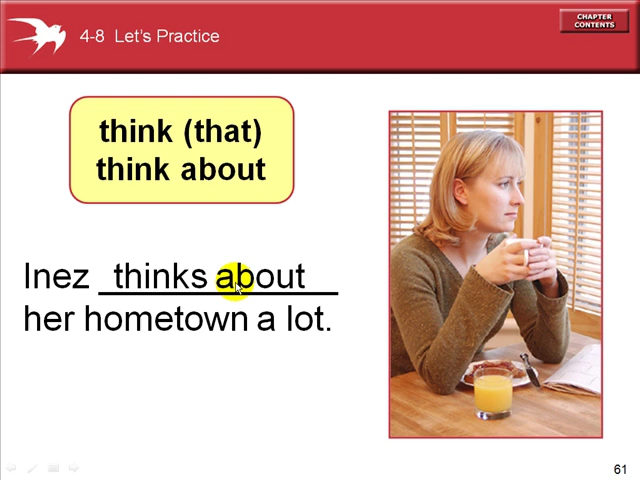 4-8 Let's Practice
CHAPTER
CONTENTS
think (that)
think about
Inez thinks about
her hometown a lot.
61